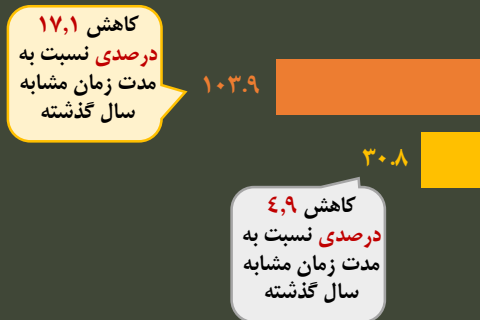 کاهش ۱۷,۱
درصدی نسبت به
مدت زمان مشابه
سال گذشته
۱۰۳.۹
۳۰.۸
کاهش ٤,۹
درصدی نسبت به
مدت زمان مشابه
سال گذشته